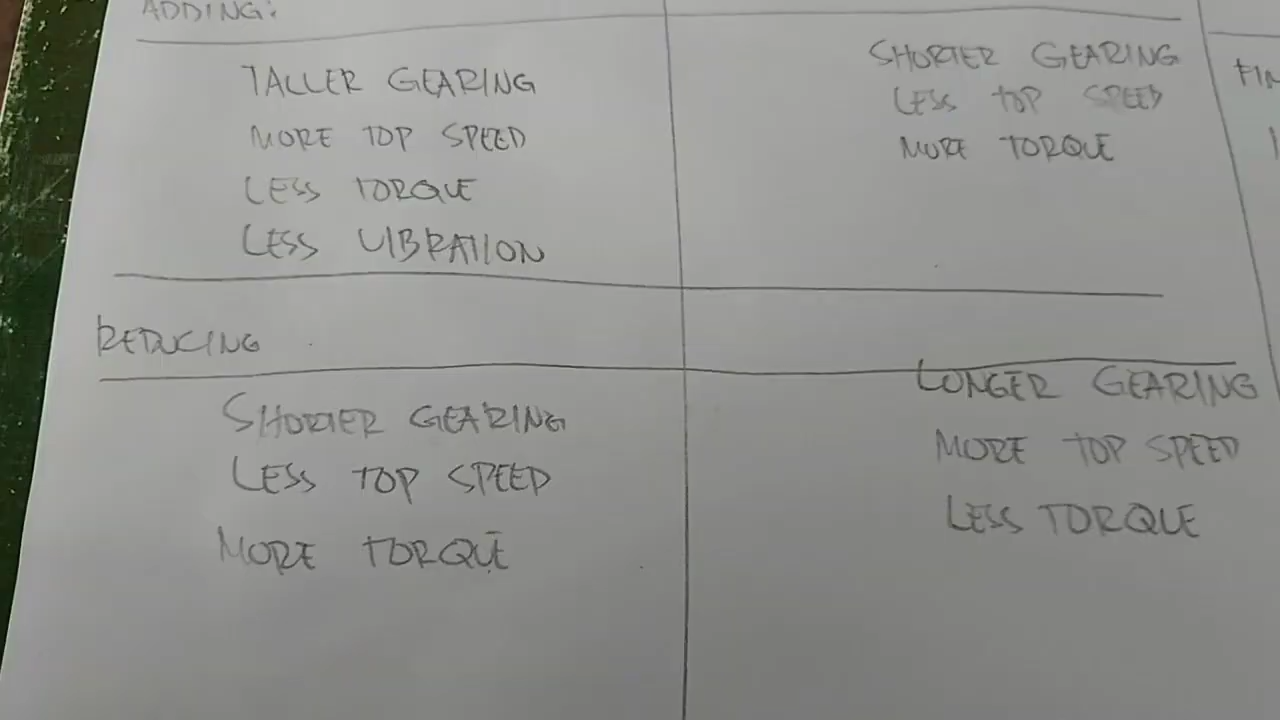 ADDING:
TALLER GEARING
MORE TOP SPEED
LESS TORQUE
LESS VIBRATION
SHORTER GEARING
LESS TOP SPEED
MORE TORQUE
REDUCING
SHORTER GEARING
LESS TOP SPEED
MORE TORQUE
LONGER GEARING
MORE TOP SPEED
LESS TORQUE